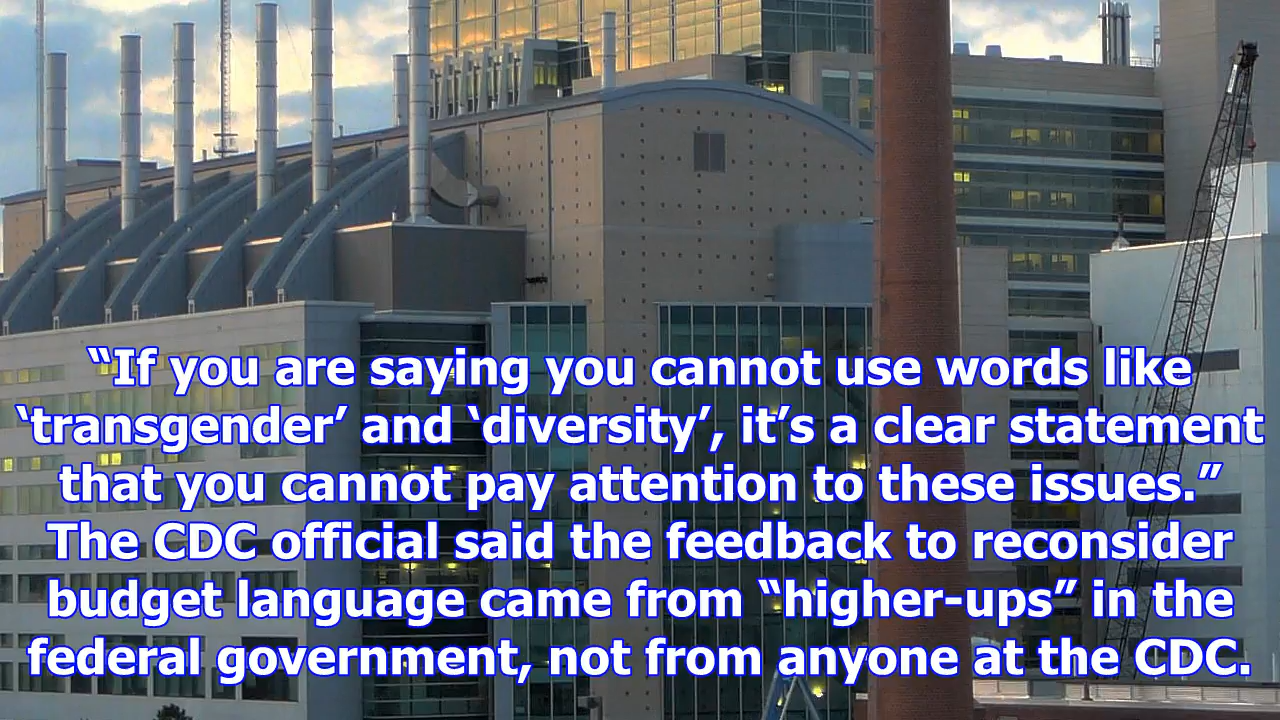 “If you are saying you cannot use words like
‘transgender’ and ‘diversity’, it’s a clear statement
that you cannot pay attention to these issues.”
The CDC official said the feedback to reconsider
budget language came from “higher-ups” in the
federal government, not from anyone at the CDC.